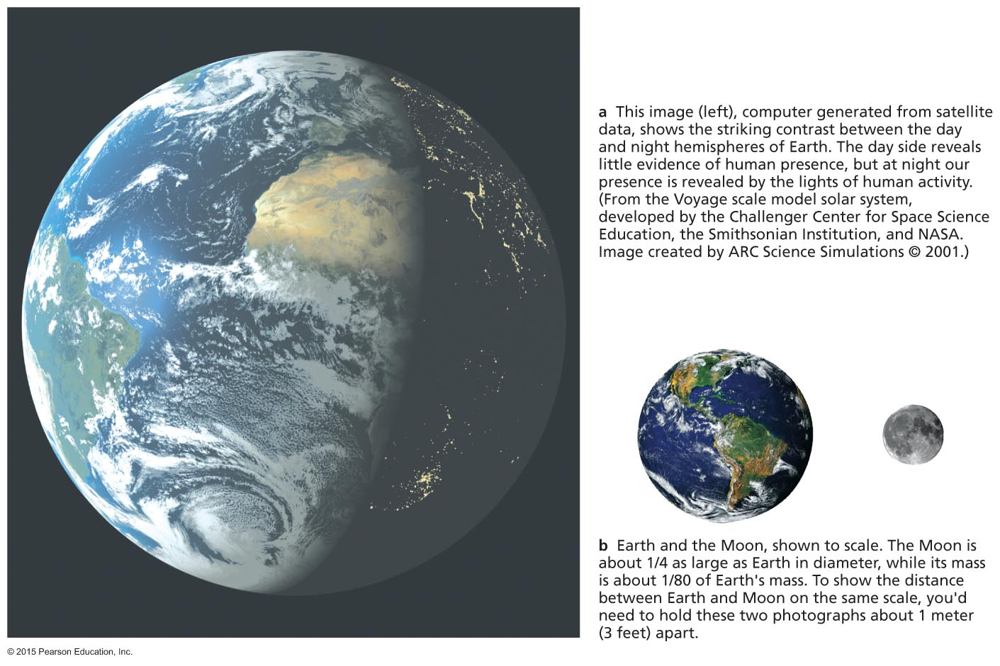 a This image (left), computer generated from satellite
data, shows the striking contrast between the day
and night hemispheres of Earth. The day side reveals
little evidence of human presence, but at night our
presence is revealed by the lights of human activity.
(From the Voyage scale model solar system,
developed by the Challenger Center for Space Science
Education, the Smithsonian Institution, and NASA.
Image created by ARC Science Simulations © 2001.)
b Earth and the Moon, shown to scale. The Moon is
about 1/4 as large as Earth in diameter, while its mass
is about 1/80 of Earth's mass. To show the distance
between Earth and Moon on the same scale, you'd
need to hold these two photographs about 1 meter
(3 feet) apart.
© 2015 Pearson Education, Inc.